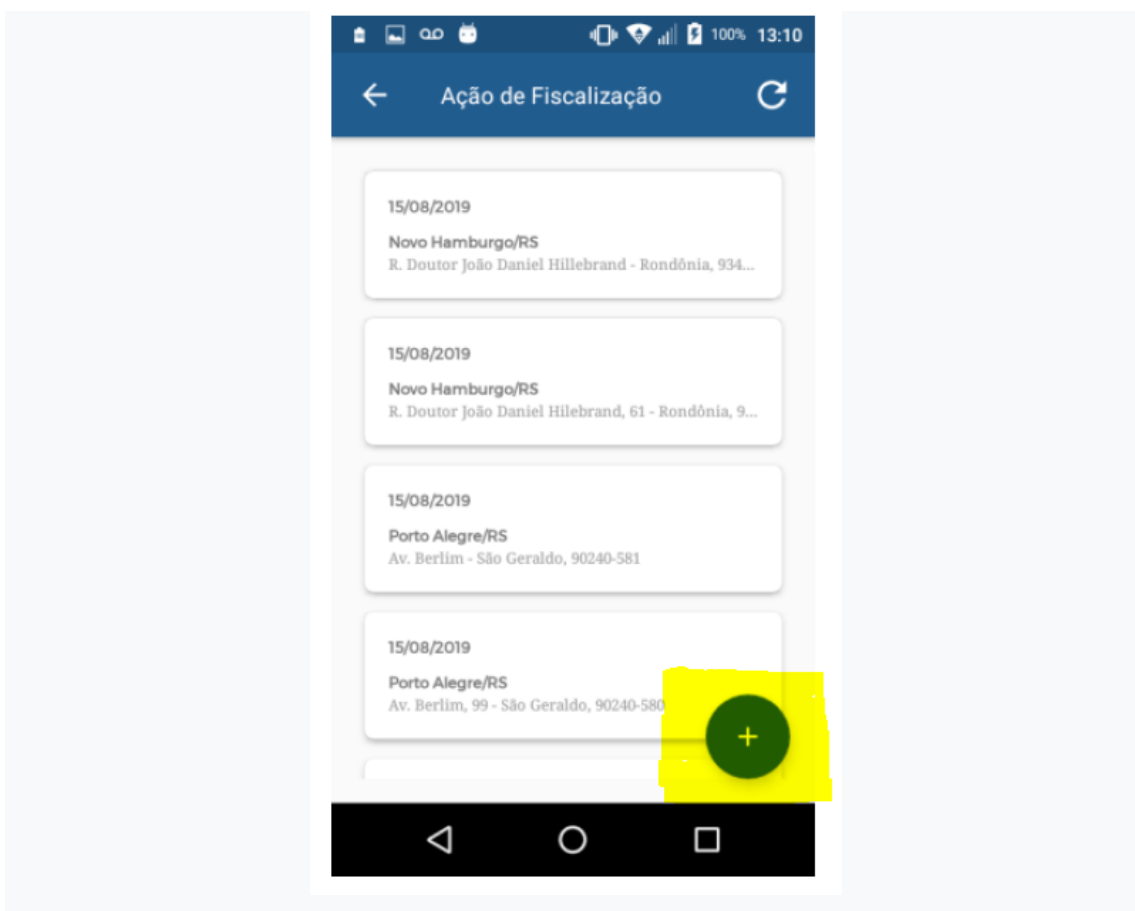 100% 13:10
Ação de Fiscalização
15/08/2019
Novo Hamburgo/RS
R. Doutor João Daniel Hillebrand - Rondônia, 934...
15/08/2019
Novo Hamburgo/RS
R. Doutor João Daniel Hilebrand, 61 - Rondônia, 9...
15/08/2019
Porto Alegre/RS
Av. Berlim - São Geraldo, 90240-581
15/08/2019
Porto Alegre/RS
Av. Berlim, 99 - São Geraldo, 90240-580
+